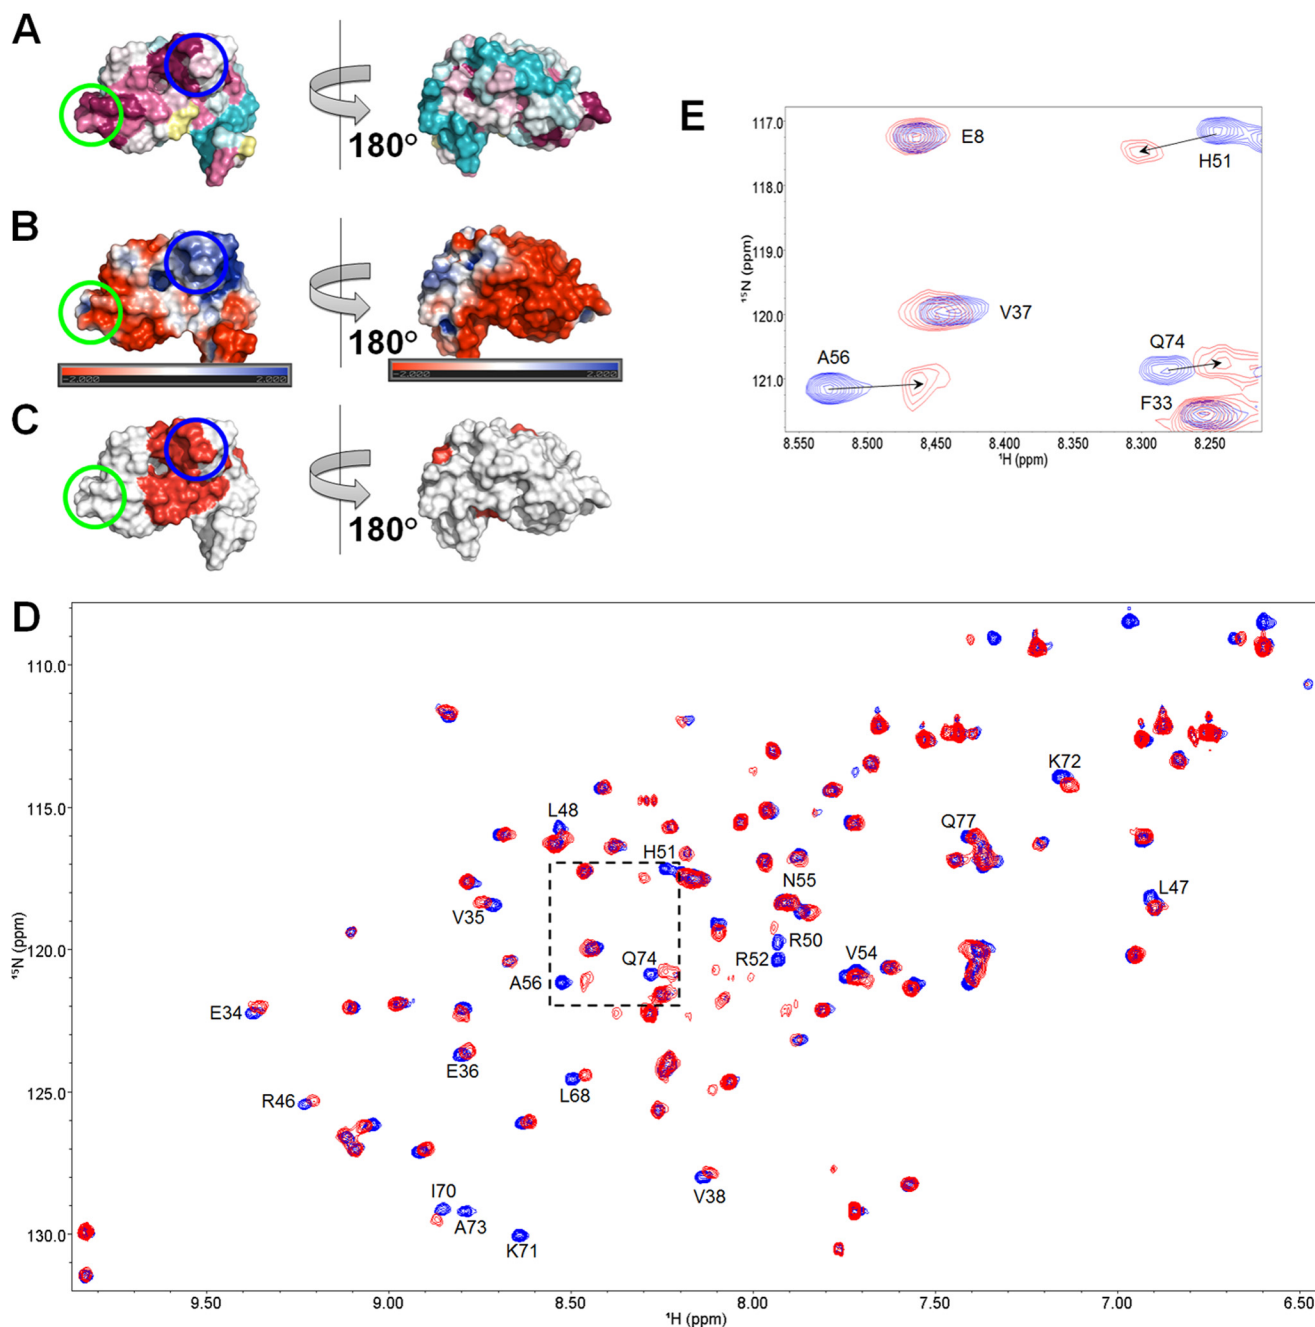 A
180°
B
180°
-2.000 2.000
-2.000 2.000
C
180°
E
117.0
118.0
119.0
120.0
121.0
¹⁵N (ppm)
E8
H51
V37
A56
Q74
F33
8.550 8.500 8,450 8.400 8.350 8.300 8.250
¹H (ppm)
D
110.0
115.0
120.0
125.0
130.0
¹⁵N (ppm)
K72
L48
Q77
H51
N55
L47
V35
R50
Q74
R52
V54
A56
E34
E36
L68
R46
V38
I70
A73
K71
9.50 9.00 8.50 8.00 7.50 7.00 6.50
¹H (ppm)